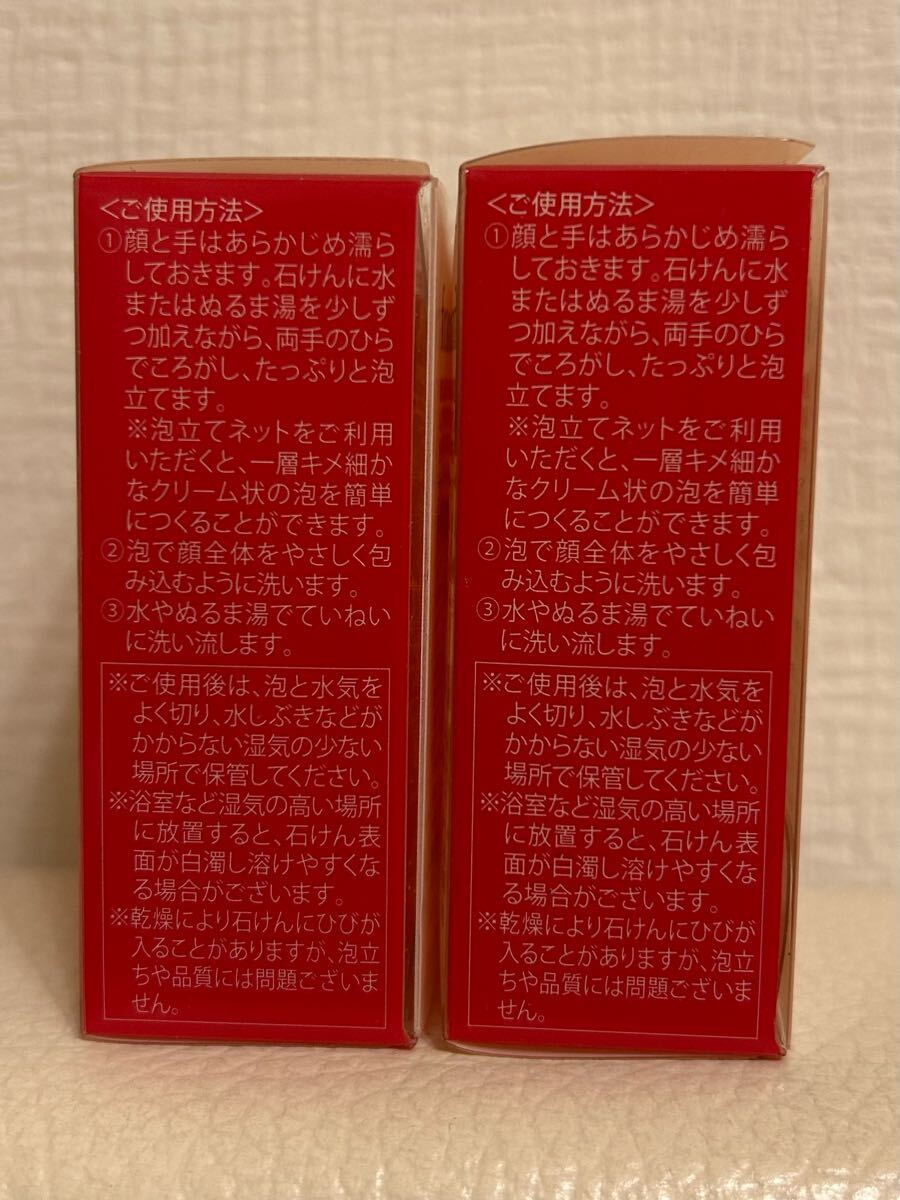 ＜ご使用方法＞
①顔と手はあらかじめ濡ら
しておきます。石けんに水
またはぬるま湯を少しず
つ加えながら、両手のひら
でころがし、たっぷりと泡
立てます。
※泡立てネットをご利用
いただくと、一層キメ細か
なクリーム状の泡を簡単
につくることができます。
②泡で顔全体をやさしく包
み込むように洗います。
③水やぬるま湯でていねい
に洗い流します。
※ご使用後は、泡と水気を
よく切り、水しぶきなどが
かからない湿気の少ない
場所で保管してください。
※浴室など湿気の高い場所
に放置すると、石けん表
面が白濁し溶けやすくな
る場合がございます。
※乾燥により石けんにひびが
入ることがありますが、泡立
ちや品質には問題ございま
せん。
＜ご使用方法＞
①顔と手はあらかじめ濡ら
しておきます。石けんに水
またはぬるま湯を少しず
つ加えながら、両手のひら
でころがし、たっぷりと泡
立てます。
※泡立てネットをご利用
いただくと、一層キメ細か
なクリーム状の泡を簡単
につくることができます。
②泡で顔全体をやさしく包
み込むように洗います。
③水やぬるま湯でていねい
に洗い流します。
※ご使用後は、泡と水気を
よく切り、水しぶきなどが
かからない湿気の少ない
場所で保管してください。
※浴室など湿気の高い場所
に放置すると、石けん表
面が白濁し溶けやすくな
る場合がございます。
※乾燥により石けんにひびが
入ることがありますが、泡立
ちや品質には問題ございま
せん。